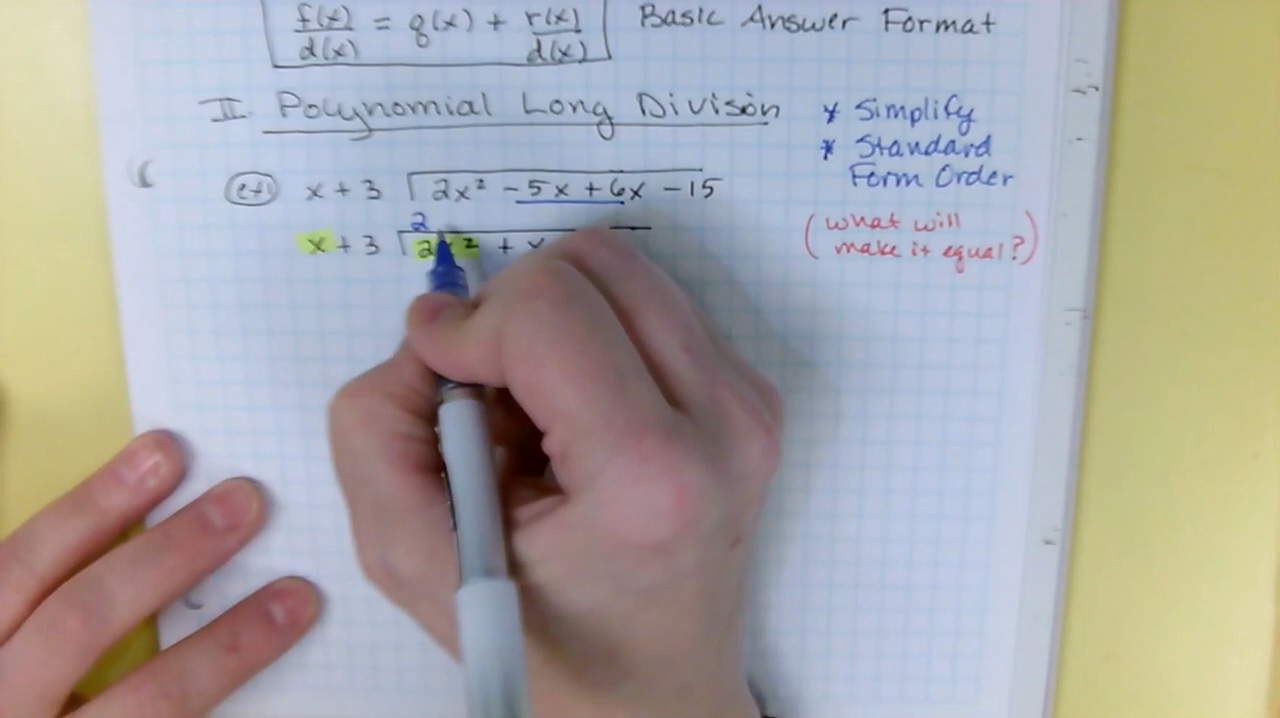 f(x)/d(x) = q(x) + r(x)/d(x) Basic Answer Format
II. Polynomial Long Divisin
* Simplify
* Standard
Form Order
ex1 x + 3 2x² - 5x + 6x - 15
(what will
make it equal?)
2
x + 3 2x² + x